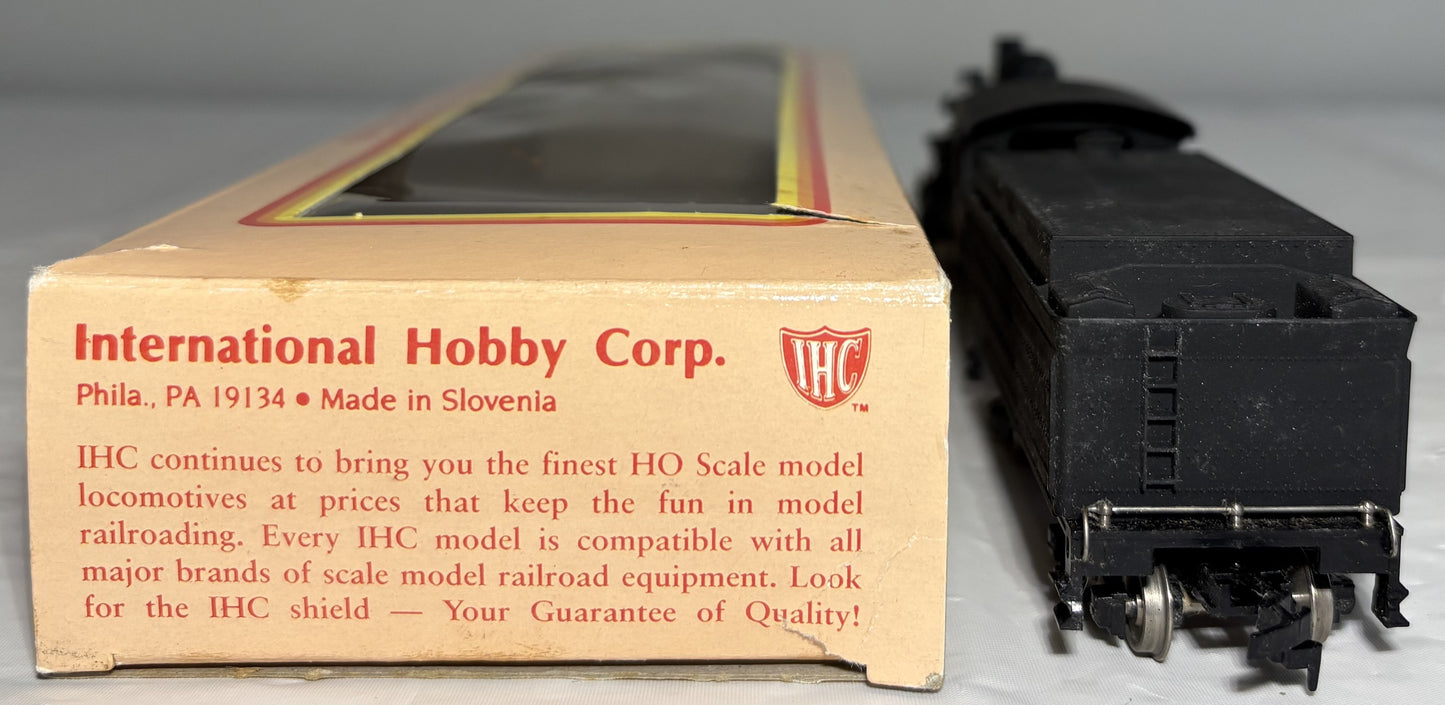 International Hobby Corp.
Phila., PA 19134 • Made in Slovenia
IHC
TM
IHC continues to bring you the finest HO Scale model
locomotives at prices that keep the fun in model
railroading. Every IHC model is compatible with all
major brands of scale model railroad equipment. Look
for the IHC shield — Your Guarantee of Quality!